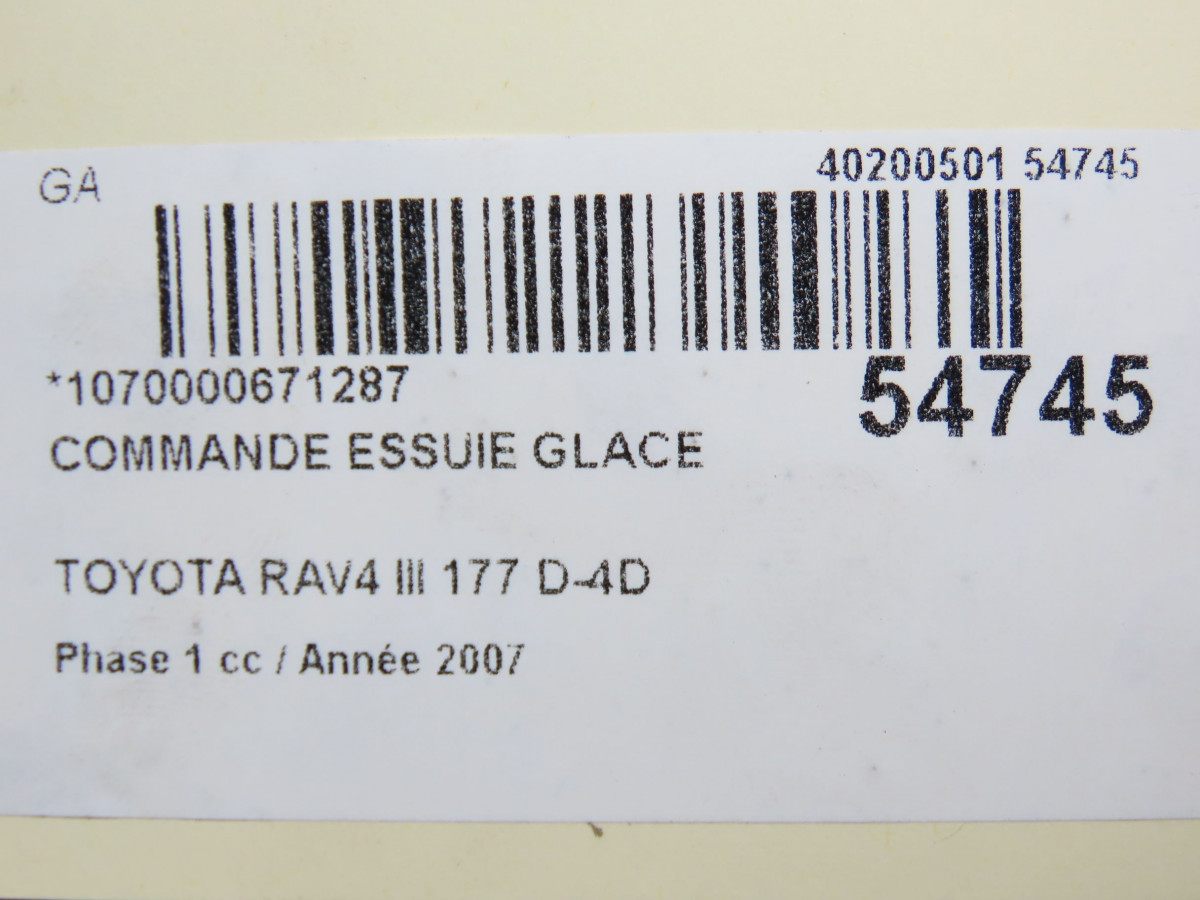 GA
40200501 54745
*1070000671287
54745
COMMANDE ESSUIE GLACE
TOYOTA RAV4 III 177 D-4D
Phase 1 cc / Année 2007